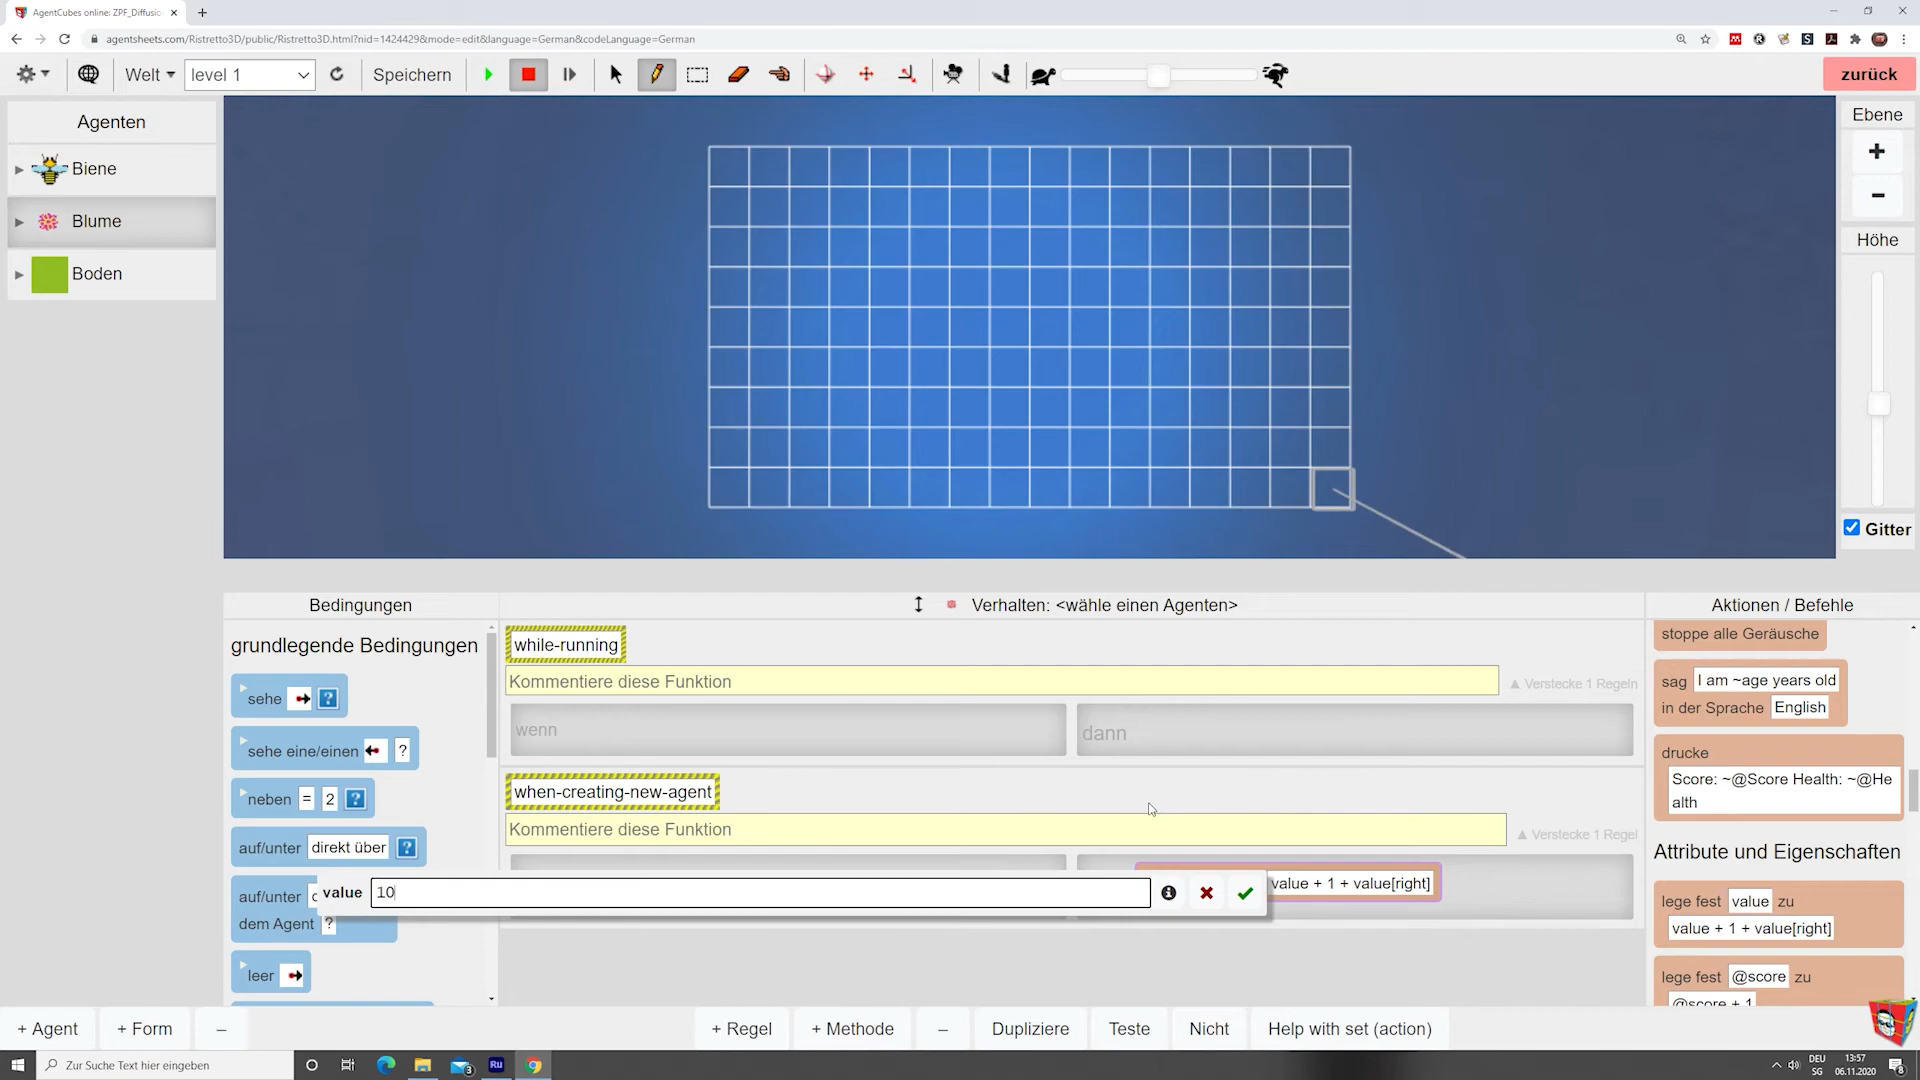 AgentCubes online: ZPF_Diffusio
agentsheets.com/Ristretto3D/public/Ristretto3D.html?nid=1424429&mode=edit&language=German&codeLanguage=German
Welt
level 1
Speichern
zurück
Agenten
Biene
Blume
Boden
Ebene
+
-
Höhe
Gitter
Bedingungen
Verhalten: <wähle einen Agenten>
Aktionen / Befehle
grundlegende Bedingungen
sehe ?
sehe eine/einen ?
neben = 2 ?
auf/unter direkt über ?
auf/unter
dem Agent ?
leer
while-running
Kommentiere diese Funktion
Verstecke 1 Regeln
wenn
dann
when-creating-new-agent
Kommentiere diese Funktion
Verstecke 1 Regel
value 10
value + 1 + value[right]
stoppe alle Geräusche
sag I am ~age years old
in der Sprache English
drucke
Score: ~@Score Health: ~@He
alth
Attribute und Eigenschaften
lege fest value zu
value + 1 + value[right]
lege fest @score zu
@score + 1
+ Agent
+ Form
–
+ Regel
+ Methode
–
Dupliziere
Teste
Nicht
Help with set (action)
Zur Suche Text hier eingeben
3
Ru
DEU
SG
13:57
06.11.2020
8